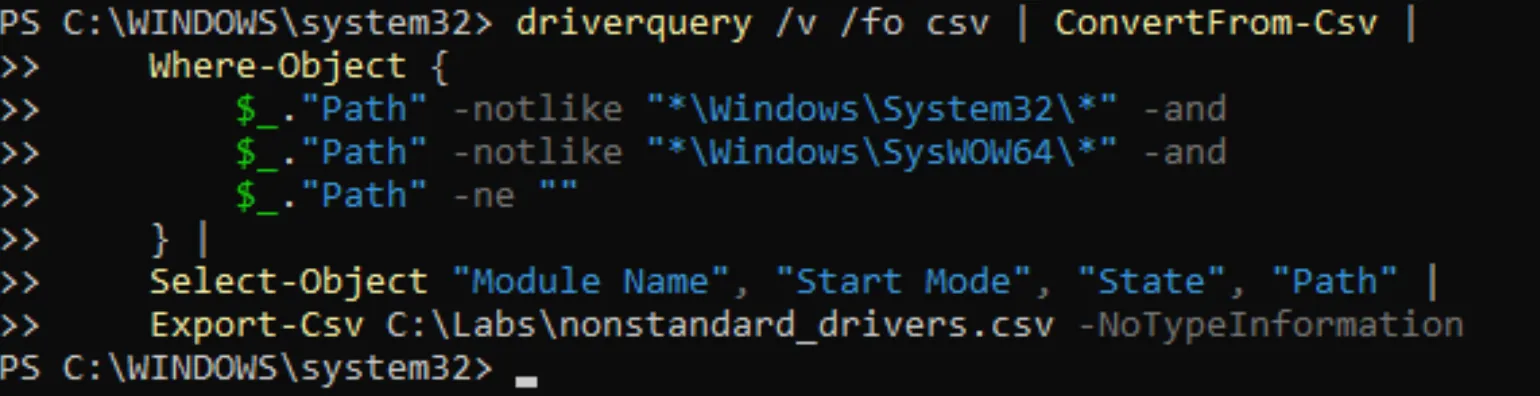 PS C:\WINDOWS\system32> driverquery /v /fo csv | ConvertFrom-Csv |
>>     Where-Object {
>>         $_."Path" -notlike "*\Windows\System32\*" -and
>>         $_."Path" -notlike "*\Windows\SysWOW64\*" -and
>>         $_."Path" -ne ""
>>     } |
>>     Select-Object "Module Name", "Start Mode", "State", "Path" |
>>     Export-Csv C:\Labs\nonstandard_drivers.csv -NoTypeInformation
PS C:\WINDOWS\system32>